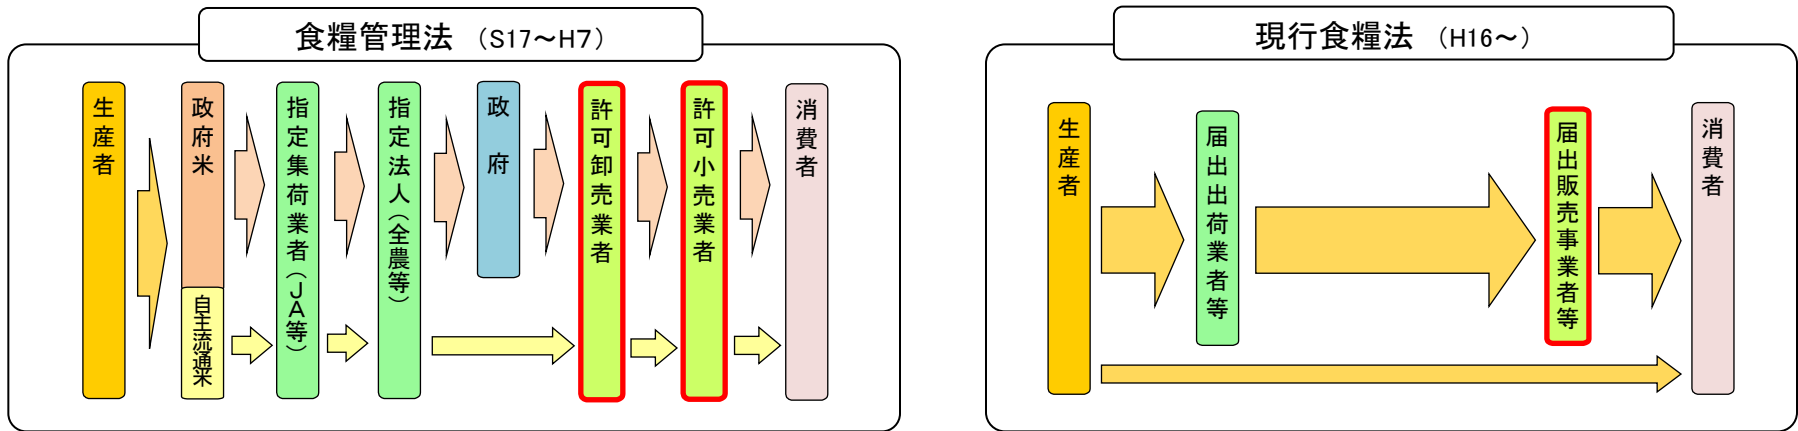 食糧管理法 （S17～H7）
生産者
政府米
自主流通米
指定集荷業者（ＪＡ等）
指定法人（全農等）
政府
許可卸売業者
許可小売業者
消費者
現行食糧法 （H16～）
生産者
届出出荷業者等
届出販売事業者等
消費者